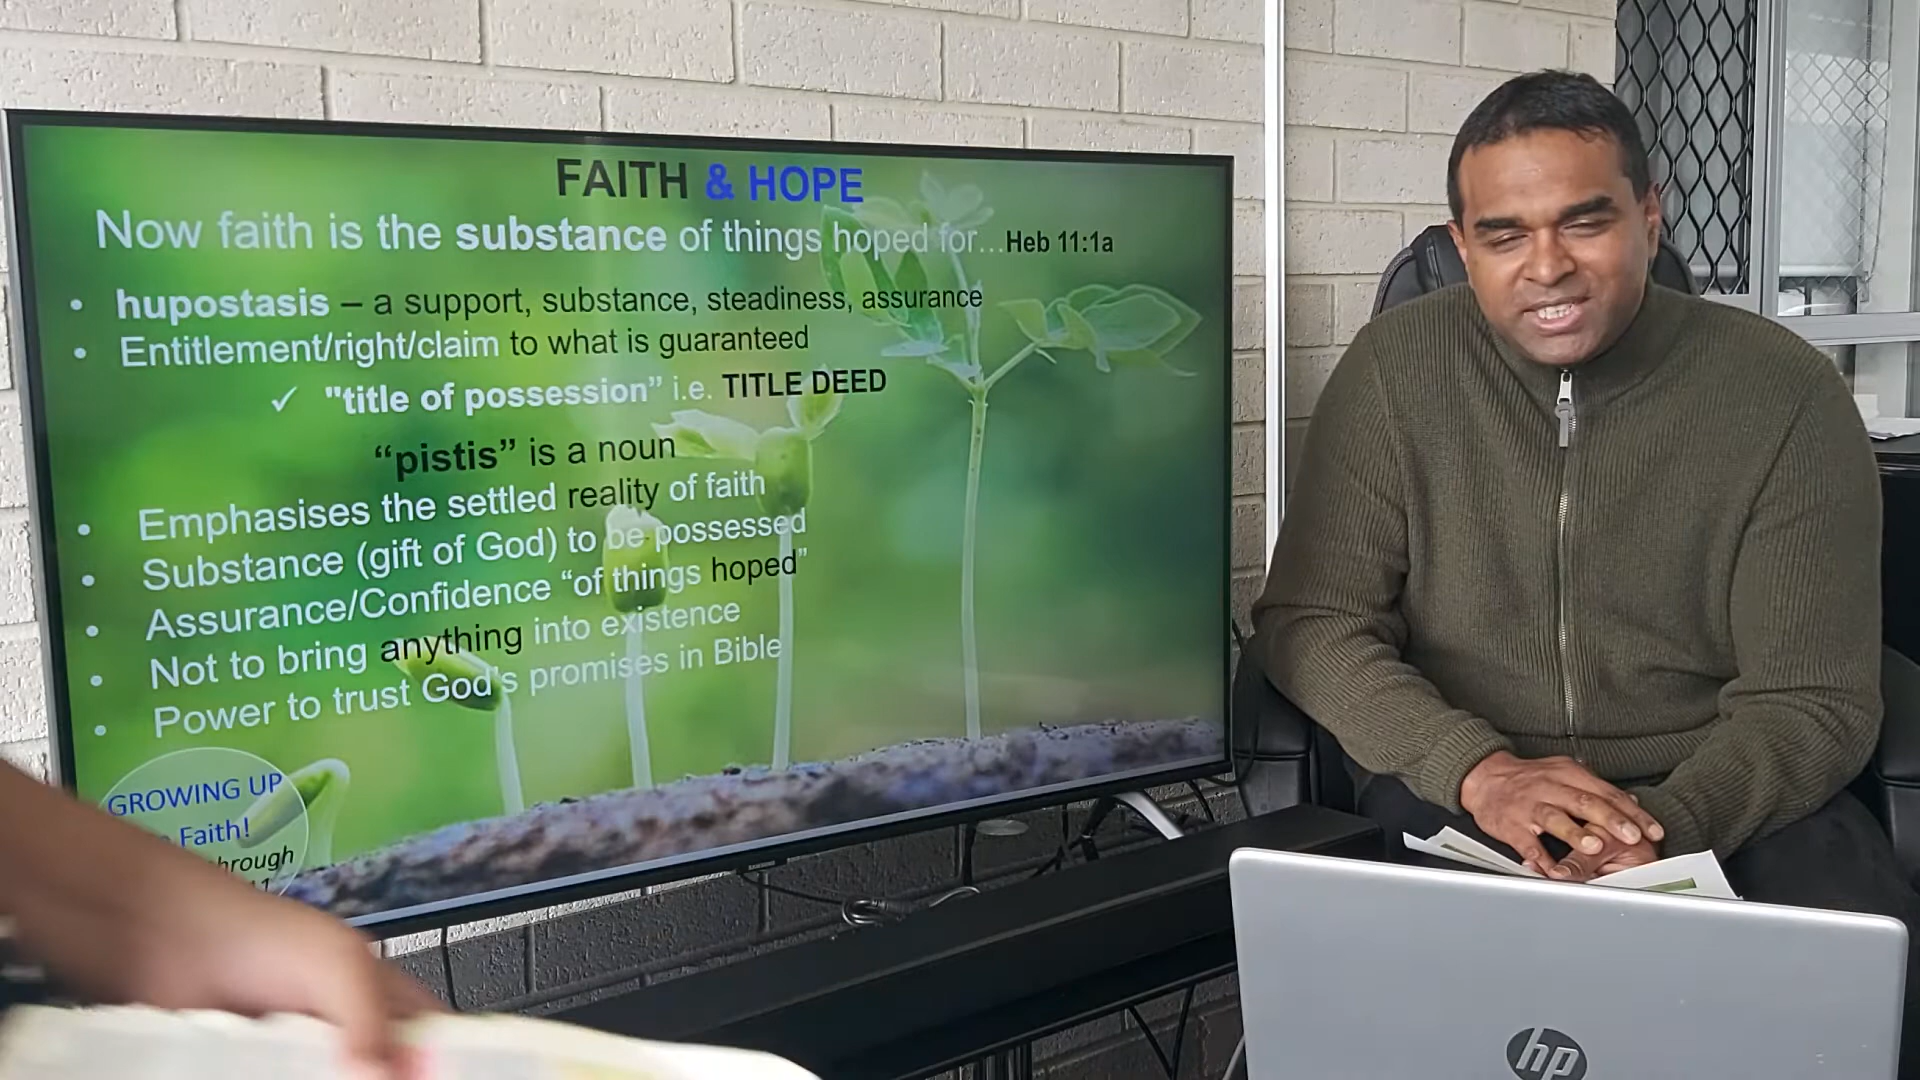 FAITH & HOPE
Now faith is the substance of things hoped for...Heb 11:1a
• hupostasis – a support, substance, steadiness, assurance
• Entitlement/right/claim to what is guaranteed
✓ "title of possession” i.e. TITLE DEED
“pistis” is a noun
• Emphasises the settled reality of faith
• Substance (gift of God) to be possessed
• Assurance/Confidence “of things hoped”
• Not to bring anything into existence
• Power to trust God's promises in Bible
GROWING UP
Faith!
SAMSUNG
hp